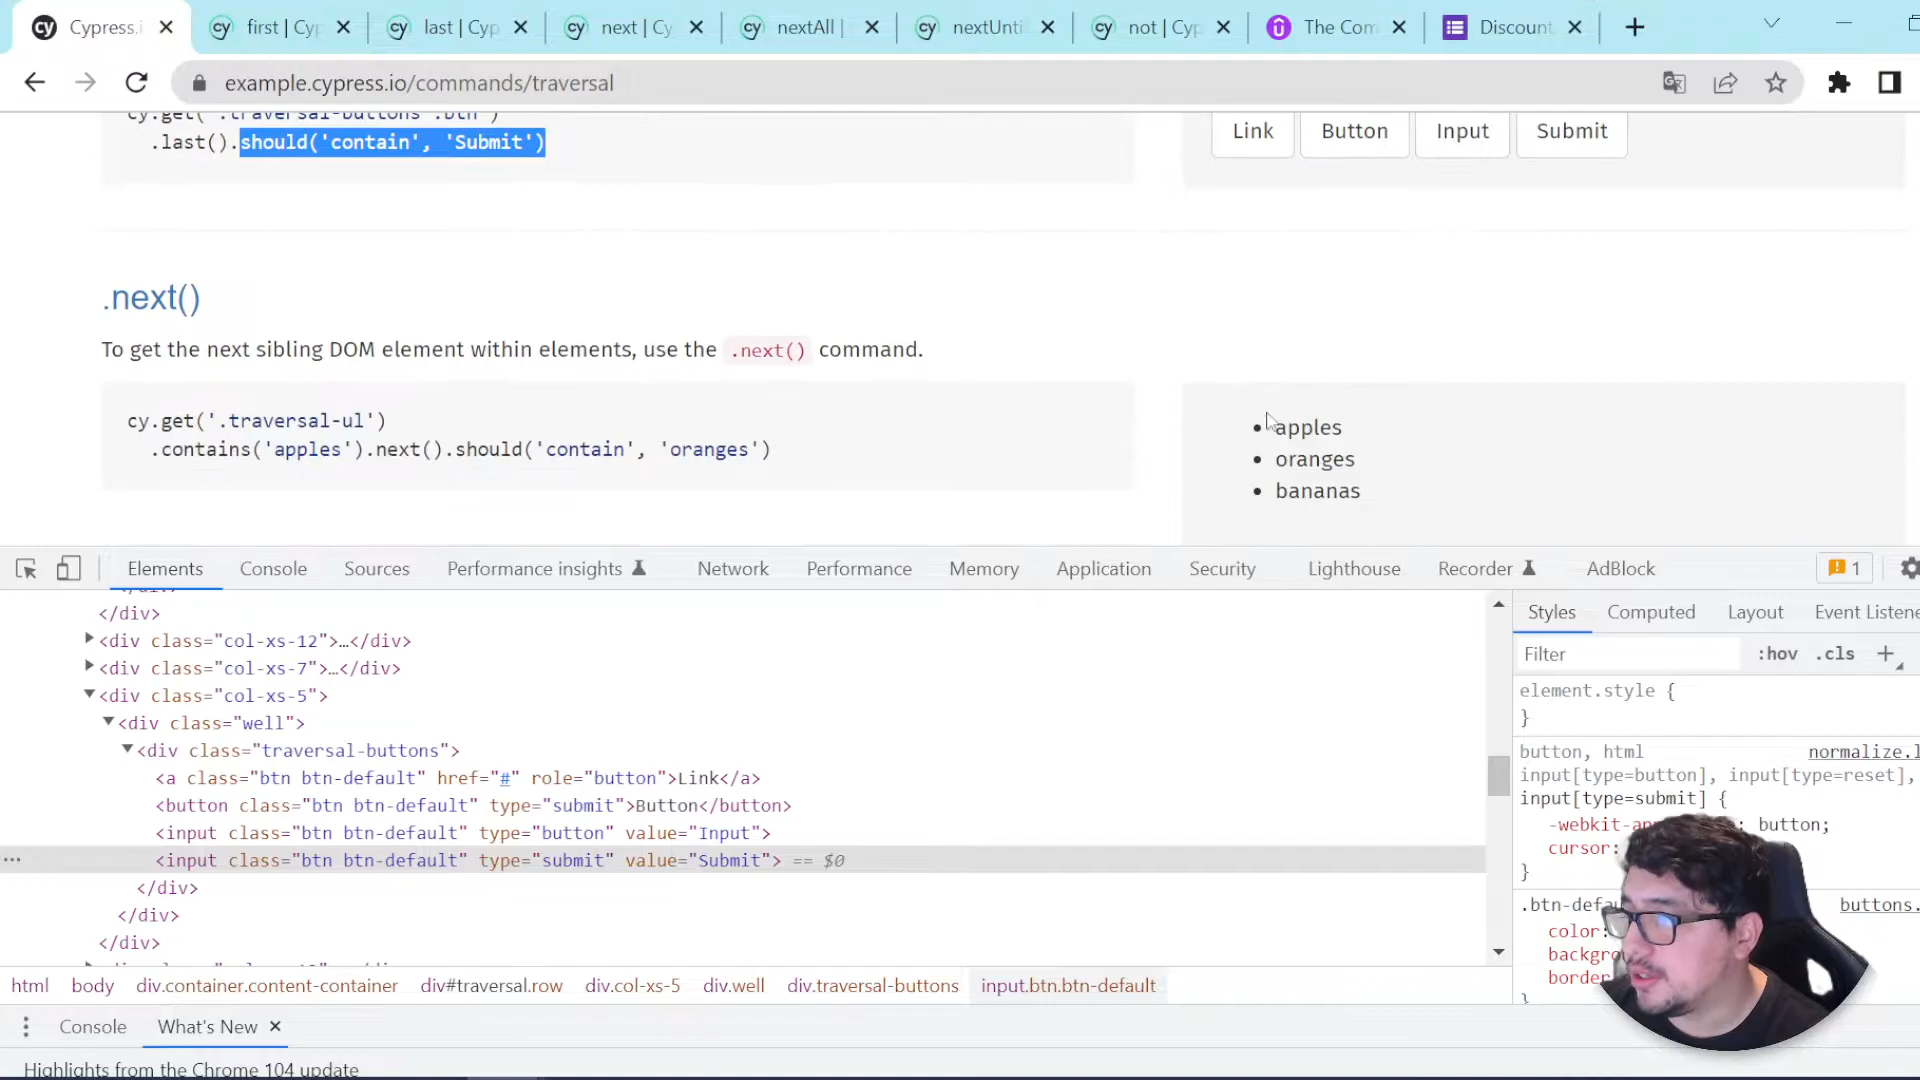 Cypress.i
first | Cyp
last | Cyp
next | Cy
nextAll |
nextUnti
not | Cyp
The Com
Discount
example.cypress.io/commands/traversal
cy.get('.traversal-buttons .btn')
.last().should('contain', 'Submit')
Link Button Input Submit
.next()
To get the next sibling DOM element within elements, use the .next() command.
cy.get('.traversal-ul')
.contains('apples').next().should('contain', 'oranges')
• apples
• oranges
• bananas
Elements Console Sources Performance insights Network Performance Memory Application Security Lighthouse Recorder AdBlock 1
</div>
<div class="col-xs-12">…</div>
<div class="col-xs-7">…</div>
<div class="col-xs-5">
<div class="well">
<div class="traversal-buttons">
<a class="btn btn-default" href="#" role="button">Link</a>
<button class="btn btn-default" type="submit">Button</button>
<input class="btn btn-default" type="button" value="Input">
<input class="btn btn-default" type="submit" value="Submit"> == $0
</div>
</div>
</div>
html body div.container.content-container div#traversal.row div.col-xs-5 div.well div.traversal-buttons input.btn.btn-default
Styles Computed Layout Event Listene
Filter :hov .cls
element.style {
}
button, html normalize.l
input[type=button], input[type=reset],
input[type=submit] {
-webkit-app : button;
cursor:
}
.btn-defau buttons.
color:
backgro
border
}
Console What's New
Highlights from the Chrome 104 update